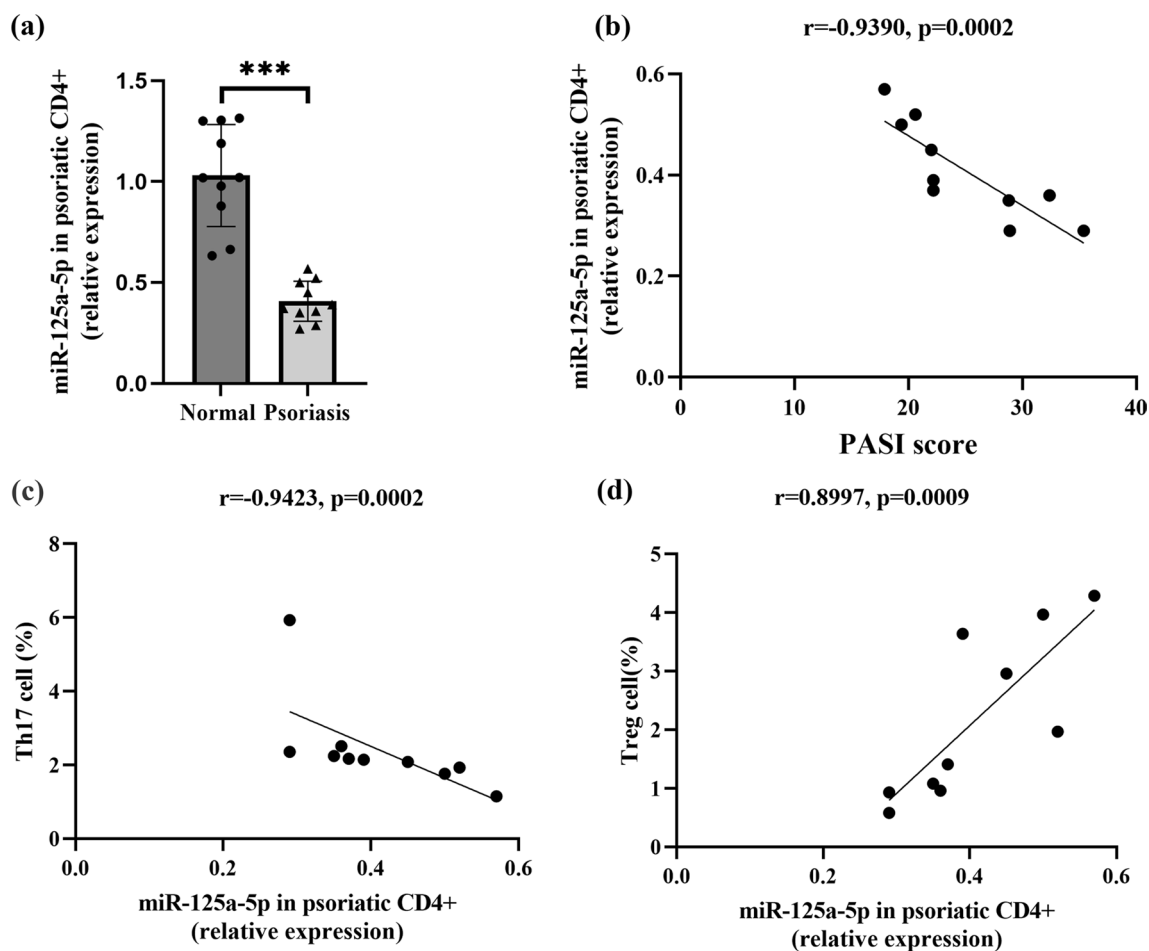 (a)
***
miR-125a-5p in psoriatic CD4+
(relative expression)
1.5
1.0
0.5
0.0
Normal Psoriasis
(b)
r=-0.9390, p=0.0002
miR-125a-5p in psoriatic CD4+
(relative expression)
0.6
0.4
0.2
0.0
0 10 20 30 40
PASI score
(c)
r=-0.9423, p=0.0002
Th17 cell (%)
8
6
4
2
0
0.0 0.2 0.4 0.6
miR-125a-5p in psoriatic CD4+
(relative expression)
(d)
r=0.8997, p=0.0009
Treg cell(%)
5
4
3
2
1
0
0.0 0.2 0.4 0.6
miR-125a-5p in psoriatic CD4+
(relative expression)